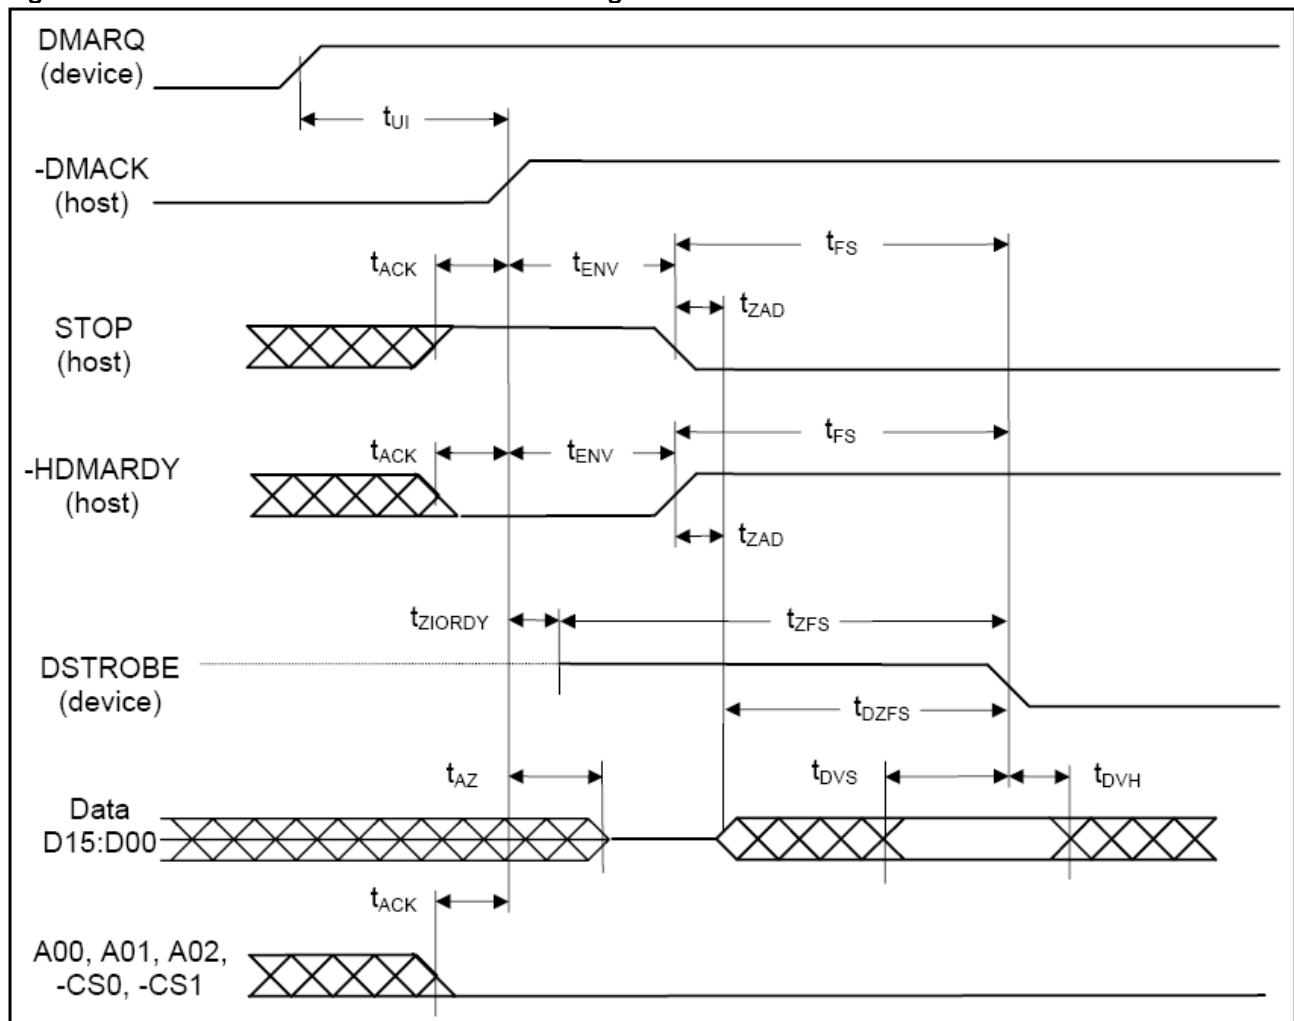 DMARQ
(device)
tUI
-DMACK
(host)
tFS
tACK
tENV
tZAD
STOP
(host)
tFS
tACK
tENV
-HDMARDY
(host)
tZAD
tZIORDY
tZFS
DSTROBE
(device)
tDZFS
tAZ
tDVS
tDVH
Data
D15:D00
tACK
A00, A01, A02,
-CS0, -CS1